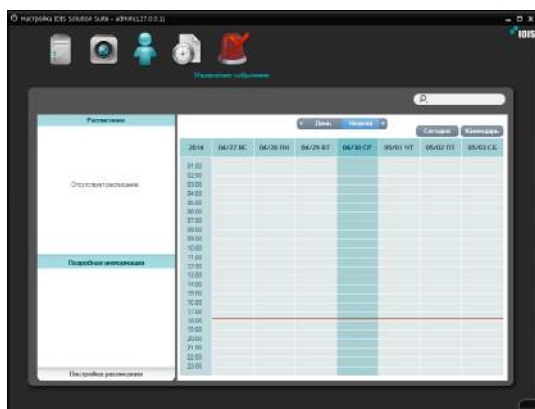 Настройка IDIS Solution Suite - admin(127.0.0.1)
IDIS
Управление событиями
Расписание
День Неделя
Сегодня Календарь
2014 04/27 ВС 04/28 ПН 04/29 ВТ 04/30 СР 05/01 ЧТ 05/02 ПТ 05/03 СБ
Отсутствует расписание
01:00
02:00
03:00
04:00
05:00
06:00
07:00
08:00
09:00
10:00
11:00
Подробная информация
12:00
13:00
14:00
15:00
16:00
17:00
18:00
19:00
20:00
21:00
22:00
23:00
Настройка расписания